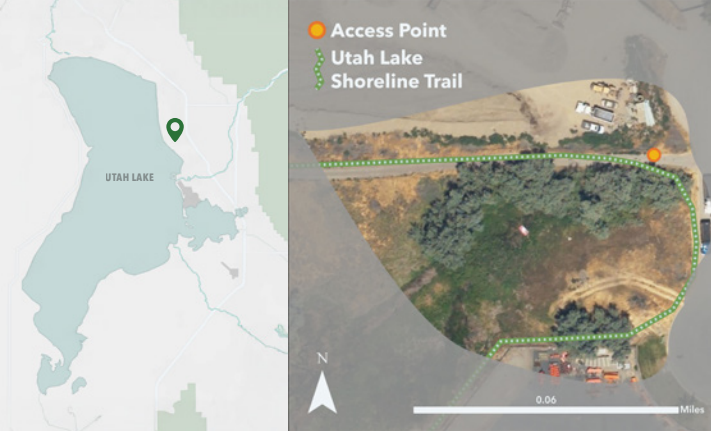 UTAH LAKE
Access Point
Utah Lake
Shoreline Trail
N
0.06
Miles